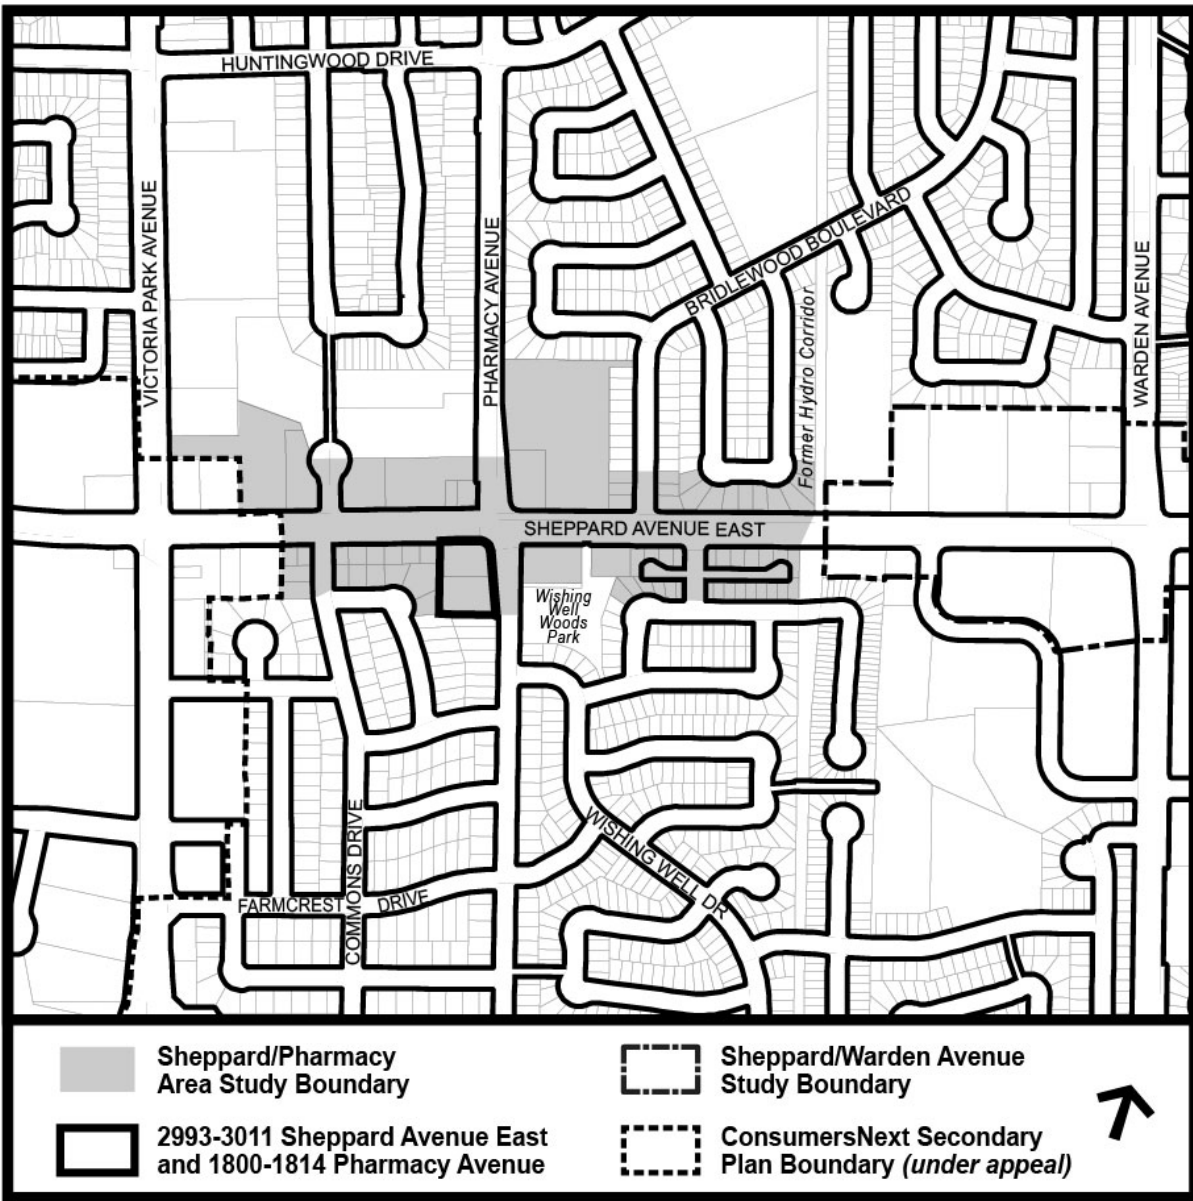 HUNTINGWOOD DRIVE
VICTORIA PARK AVENUE
PHARMACY AVENUE
BRIDLEWOOD BOULEVARD
Former Hydro Corridor
WARDEN AVENUE
SHEPPARD AVENUE EAST
Wishing
Well
Woods
Park
COMMONS DRIVE
WISHING WELL DR
FARMCREST DRIVE
Sheppard/Pharmacy
Area Study Boundary
2993-3011 Sheppard Avenue East
and 1800-1814 Pharmacy Avenue
Sheppard/Warden Avenue
Study Boundary
ConsumersNext Secondary
Plan Boundary (under appeal)